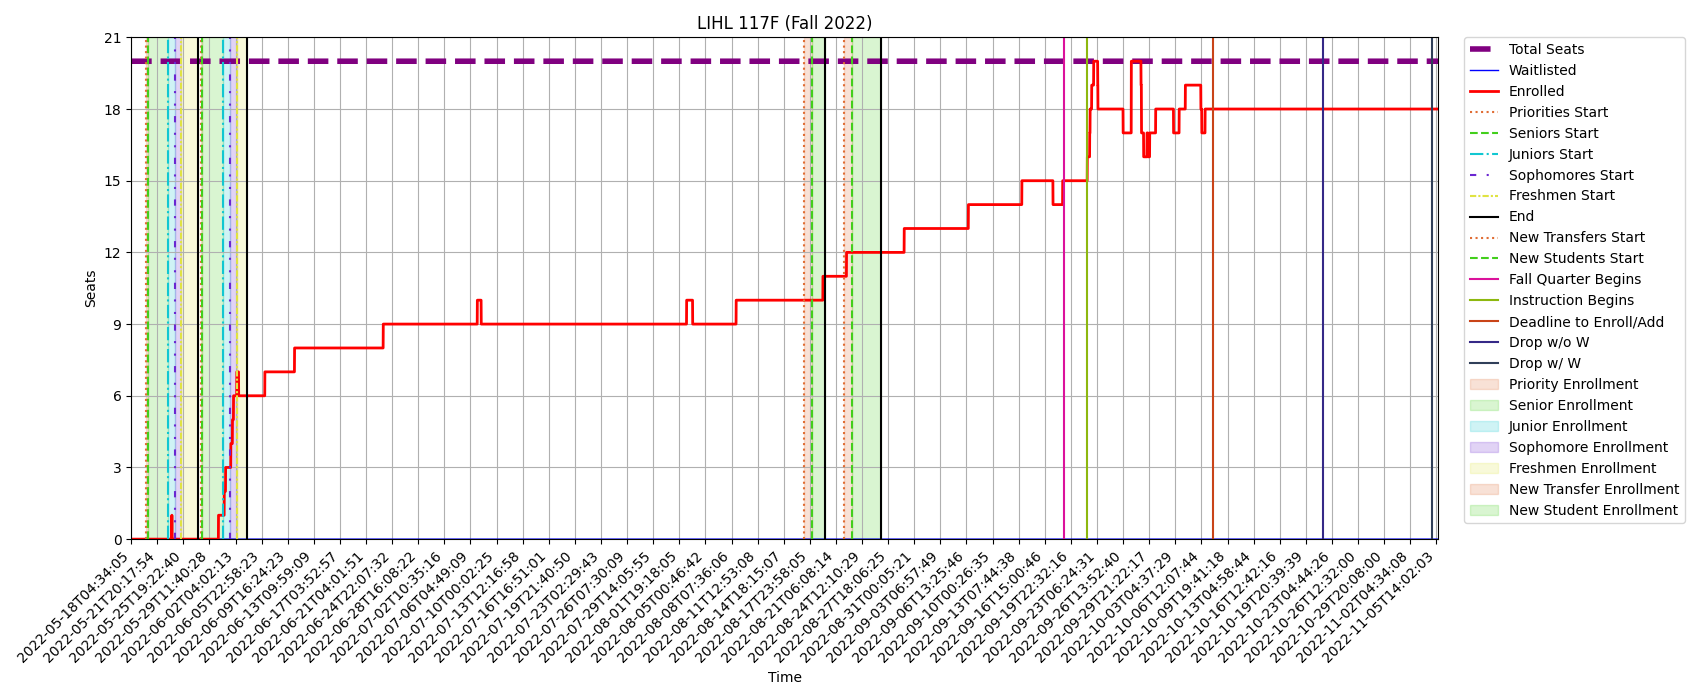 LIHL 117F (Fall 2022)
21
18
15
12
9
6
3
0
Seats
2022-05-18T04:34:05
2022-05-21T20:17:54
2022-05-25T19:22:40
2022-05-29T11:40:28
2022-06-02T04:02:13
2022-06-05T22:58:23
2022-06-09T16:24:23
2022-06-13T09:59:09
2022-06-17T03:52:57
2022-06-21T04:01:51
2022-06-24T22:07:32
2022-06-28T16:08:22
2022-07-02T10:35:16
2022-07-06T04:49:09
2022-07-10T00:02:25
2022-07-13T12:16:58
2022-07-16T16:51:01
2022-07-19T21:40:50
2022-07-23T02:29:43
2022-07-26T07:30:09
2022-07-29T14:05:55
2022-08-01T19:18:05
2022-08-05T00:46:42
2022-08-08T07:36:06
2022-08-11T12:53:08
2022-08-14T18:15:07
2022-08-17T23:58:05
2022-08-21T06:08:14
2022-08-24T12:10:29
2022-08-27T18:06:25
2022-08-31T00:05:21
2022-09-03T06:57:49
2022-09-06T13:25:46
2022-09-10T00:26:35
2022-09-13T07:44:38
2022-09-16T15:00:46
2022-09-19T22:32:16
2022-09-23T06:24:31
2022-09-26T13:52:40
2022-09-29T21:22:17
2022-10-03T04:37:29
2022-10-06T12:07:44
2022-10-09T19:41:18
2022-10-13T04:58:44
2022-10-16T12:42:16
2022-10-19T20:39:39
2022-10-23T04:44:26
2022-10-26T12:32:00
2022-10-29T20:08:00
2022-11-02T04:34:08
2022-11-05T14:02:03
Time
Total Seats
Waitlisted
Enrolled
Priorities Start
Seniors Start
Juniors Start
Sophomores Start
Freshmen Start
End
New Transfers Start
New Students Start
Fall Quarter Begins
Instruction Begins
Deadline to Enroll/Add
Drop w/o W
Drop w/ W
Priority Enrollment
Senior Enrollment
Junior Enrollment
Sophomore Enrollment
Freshmen Enrollment
New Transfer Enrollment
New Student Enrollment